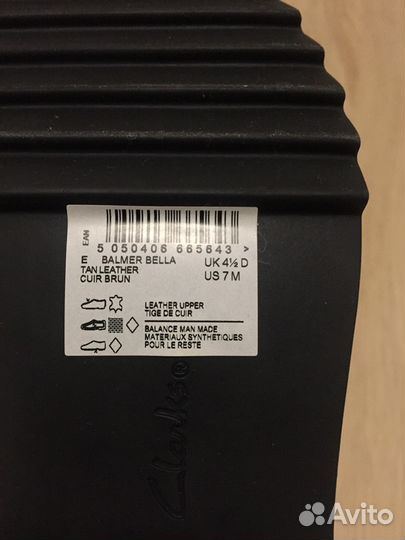 EAN
5 050408 665643 >
E BALMER BELLA UK 4½ D
TAN LEATHER US 7 M
CUIR BRUN
LEATHER UPPER
TIGE DE CUIR
BALANCE MAN MADE
MATERIAUX SYNTHETIQUES
POUR LE RESTE
Clarks®
Avito